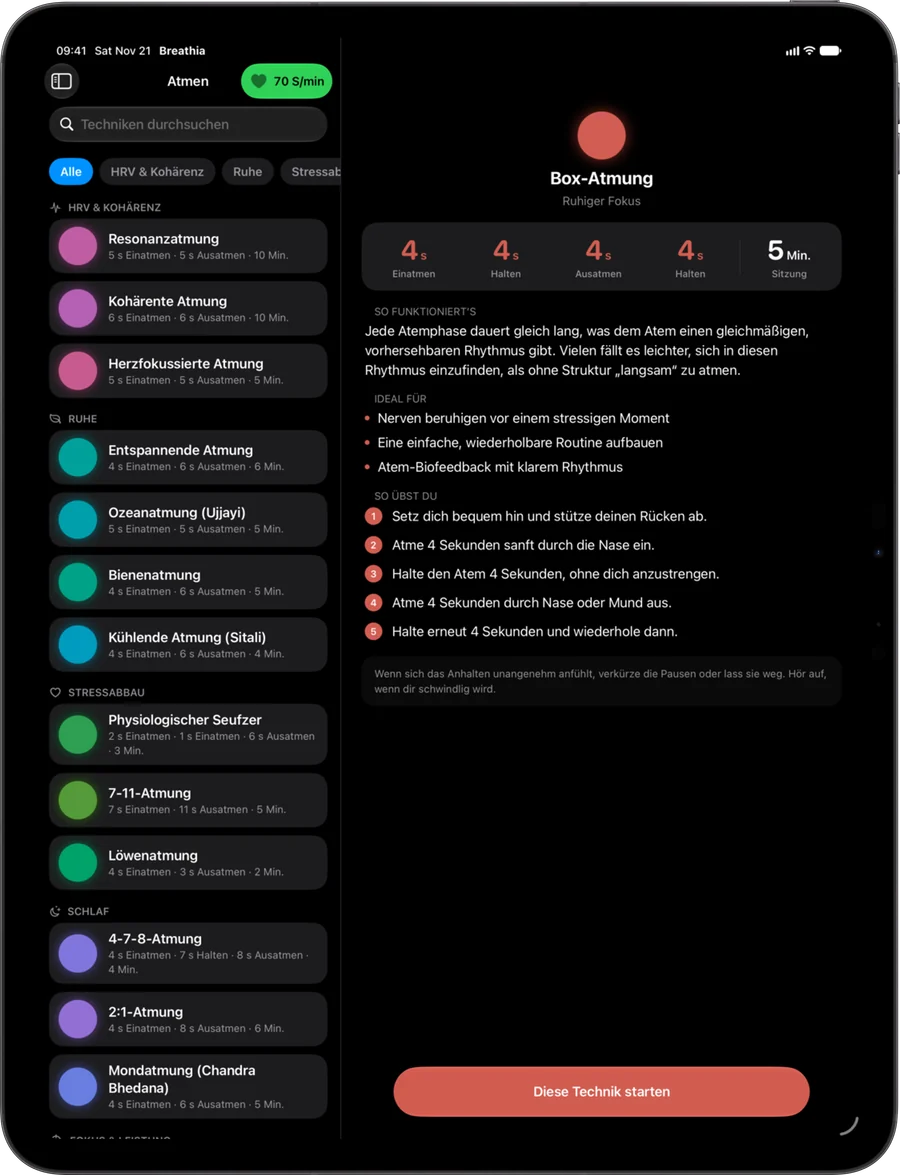 09:41 Sat Nov 21 Breathia
Atmen
70 S/min
Techniken durchsuchen
Alle
HRV & Kohärenz
Ruhe
Stressab
HRV & KOHÄRENZ
Resonanzatmung
5 s Einatmen · 5 s Ausatmen · 10 Min.
Kohärente Atmung
6 s Einatmen · 6 s Ausatmen · 10 Min.
Herzfokussierte Atmung
5 s Einatmen · 5 s Ausatmen · 5 Min.
RUHE
Entspannende Atmung
4 s Einatmen · 6 s Ausatmen · 6 Min.
Ozeanatmung (Ujjayi)
5 s Einatmen · 5 s Ausatmen · 5 Min.
Bienenatmung
4 s Einatmen · 6 s Ausatmen · 5 Min.
Kühlende Atmung (Sitali)
4 s Einatmen · 6 s Ausatmen · 4 Min.
STRESSABBAU
Physiologischer Seufzer
2 s Einatmen · 1 s Einatmen · 6 s Ausatmen
· 3 Min.
7-11-Atmung
7 s Einatmen · 11 s Ausatmen · 5 Min.
Löwenatmung
4 s Einatmen · 3 s Ausatmen · 2 Min.
SCHLAF
4-7-8-Atmung
4 s Einatmen · 7 s Halten · 8 s Ausatmen ·
4 Min.
2:1-Atmung
4 s Einatmen · 8 s Ausatmen · 6 Min.
Mondatmung (Chandra
Bhedana)
4 s Einatmen · 6 s Ausatmen · 5 Min.
Box-Atmung
Ruhiger Fokus
4 s
Einatmen
4 s
Halten
4 s
Ausatmen
4 s
Halten
5 Min.
Sitzung
SO FUNKTIONIERT'S
Jede Atemphase dauert gleich lang, was dem Atem einen gleichmäßigen,
vorhersehbaren Rhythmus gibt. Vielen fällt es leichter, sich in diesen
Rhythmus einzufinden, als ohne Struktur „langsam“ zu atmen.
IDEAL FÜR
• Nerven beruhigen vor einem stressigen Moment
• Eine einfache, wiederholbare Routine aufbauen
• Atem-Biofeedback mit klarem Rhythmus
SO ÜBST DU
1 Setz dich bequem hin und stütze deinen Rücken ab.
2 Atme 4 Sekunden sanft durch die Nase ein.
3 Halte den Atem 4 Sekunden, ohne dich anzustrengen.
4 Atme 4 Sekunden durch Nase oder Mund aus.
5 Halte erneut 4 Sekunden und wiederhole dann.
Wenn sich das Anhalten unangenehm anfühlt, verkürze die Pausen oder lass sie weg. Hör auf,
wenn dir schwindlig wird.
Diese Technik starten